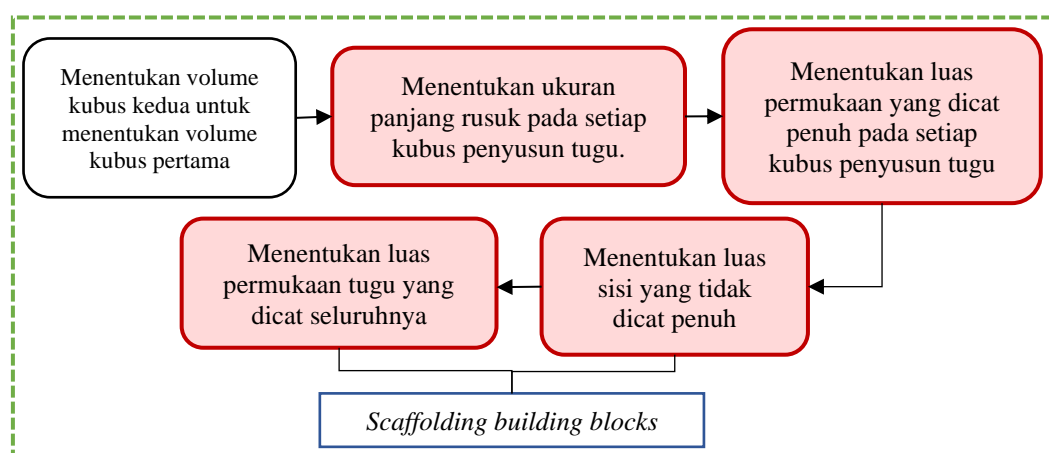 Menentukan volume
kubus kedua untuk
menentukan volume
kubus pertama
Menentukan ukuran
panjang rusuk pada setiap
kubus penyusun tugu.
Menentukan luas
permukaan yang dicat
penuh pada setiap
kubus penyusun tugu
Menentukan luas
sisi yang tidak
dicat penuh
Menentukan luas
permukaan tugu yang
dicat seluruhnya
Scaffolding building blocks